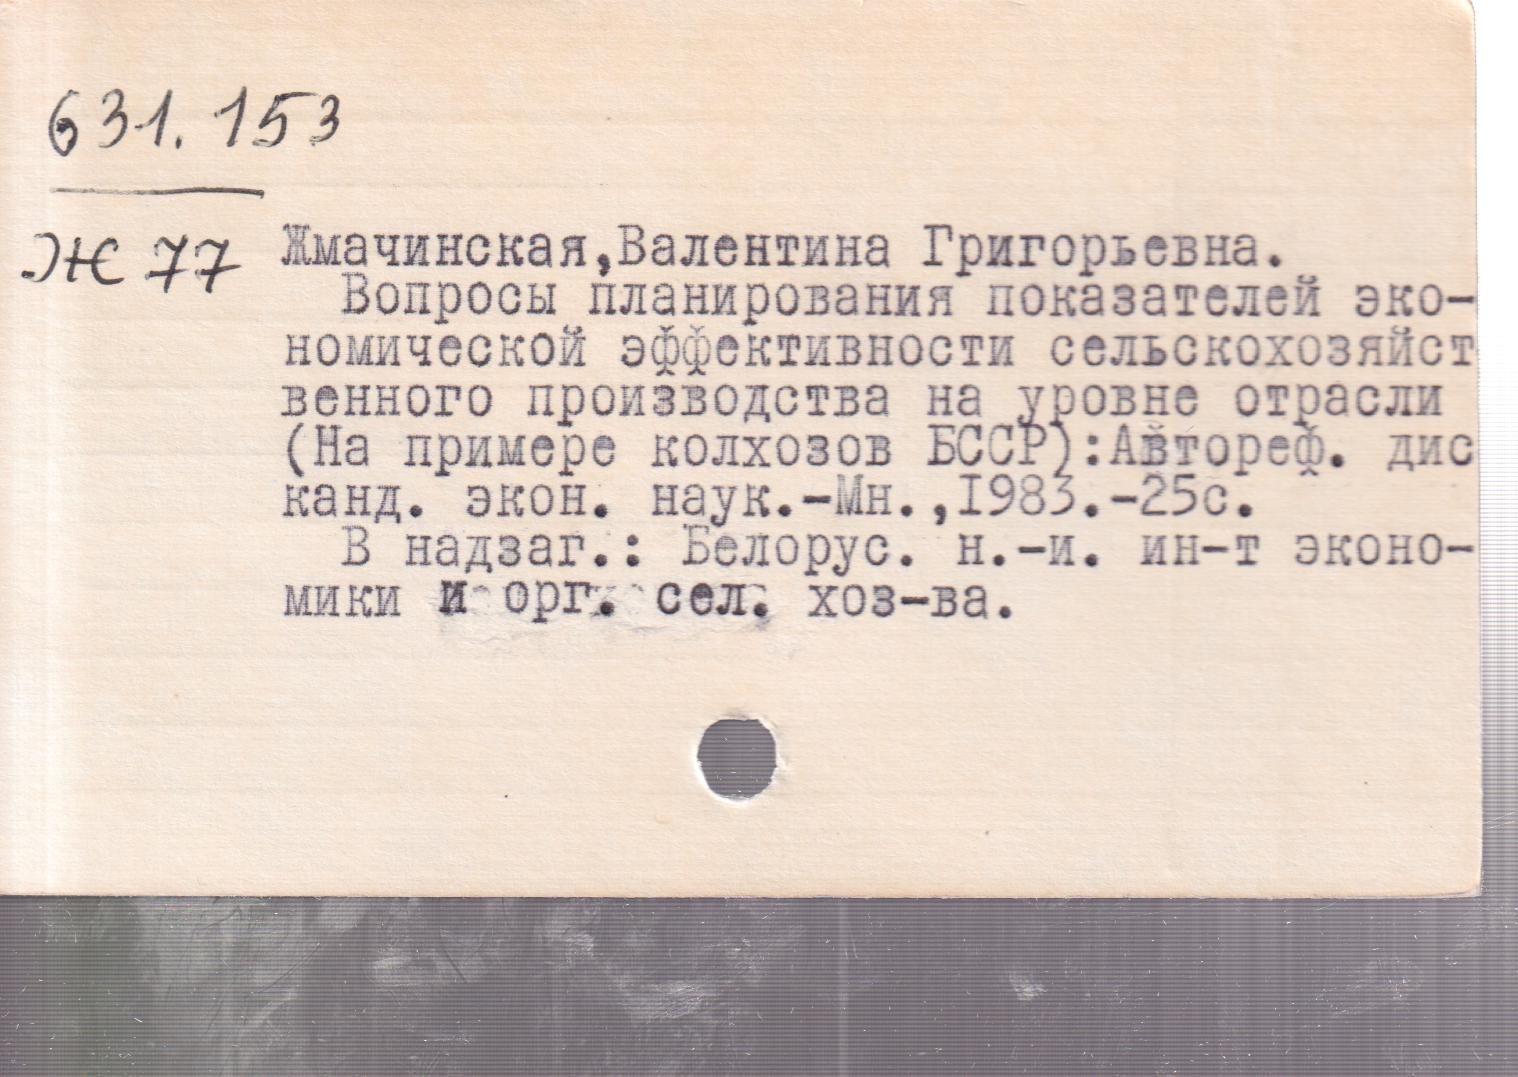 631.153
Ж 77
Жмачинская,Валентина Григорьевна.
Вопросы планирования показателей эко-
номической эффективности сельскохозяйст
венного производства на уровне отрасли
(На примере колхозов БССР):Автореф. дис
канд. экон. наук.-Мн.,I983.-25с.
В надзаг.: Белорус. н.-и. ин-т эконо-
мики и орг. сел. хоз-ва.